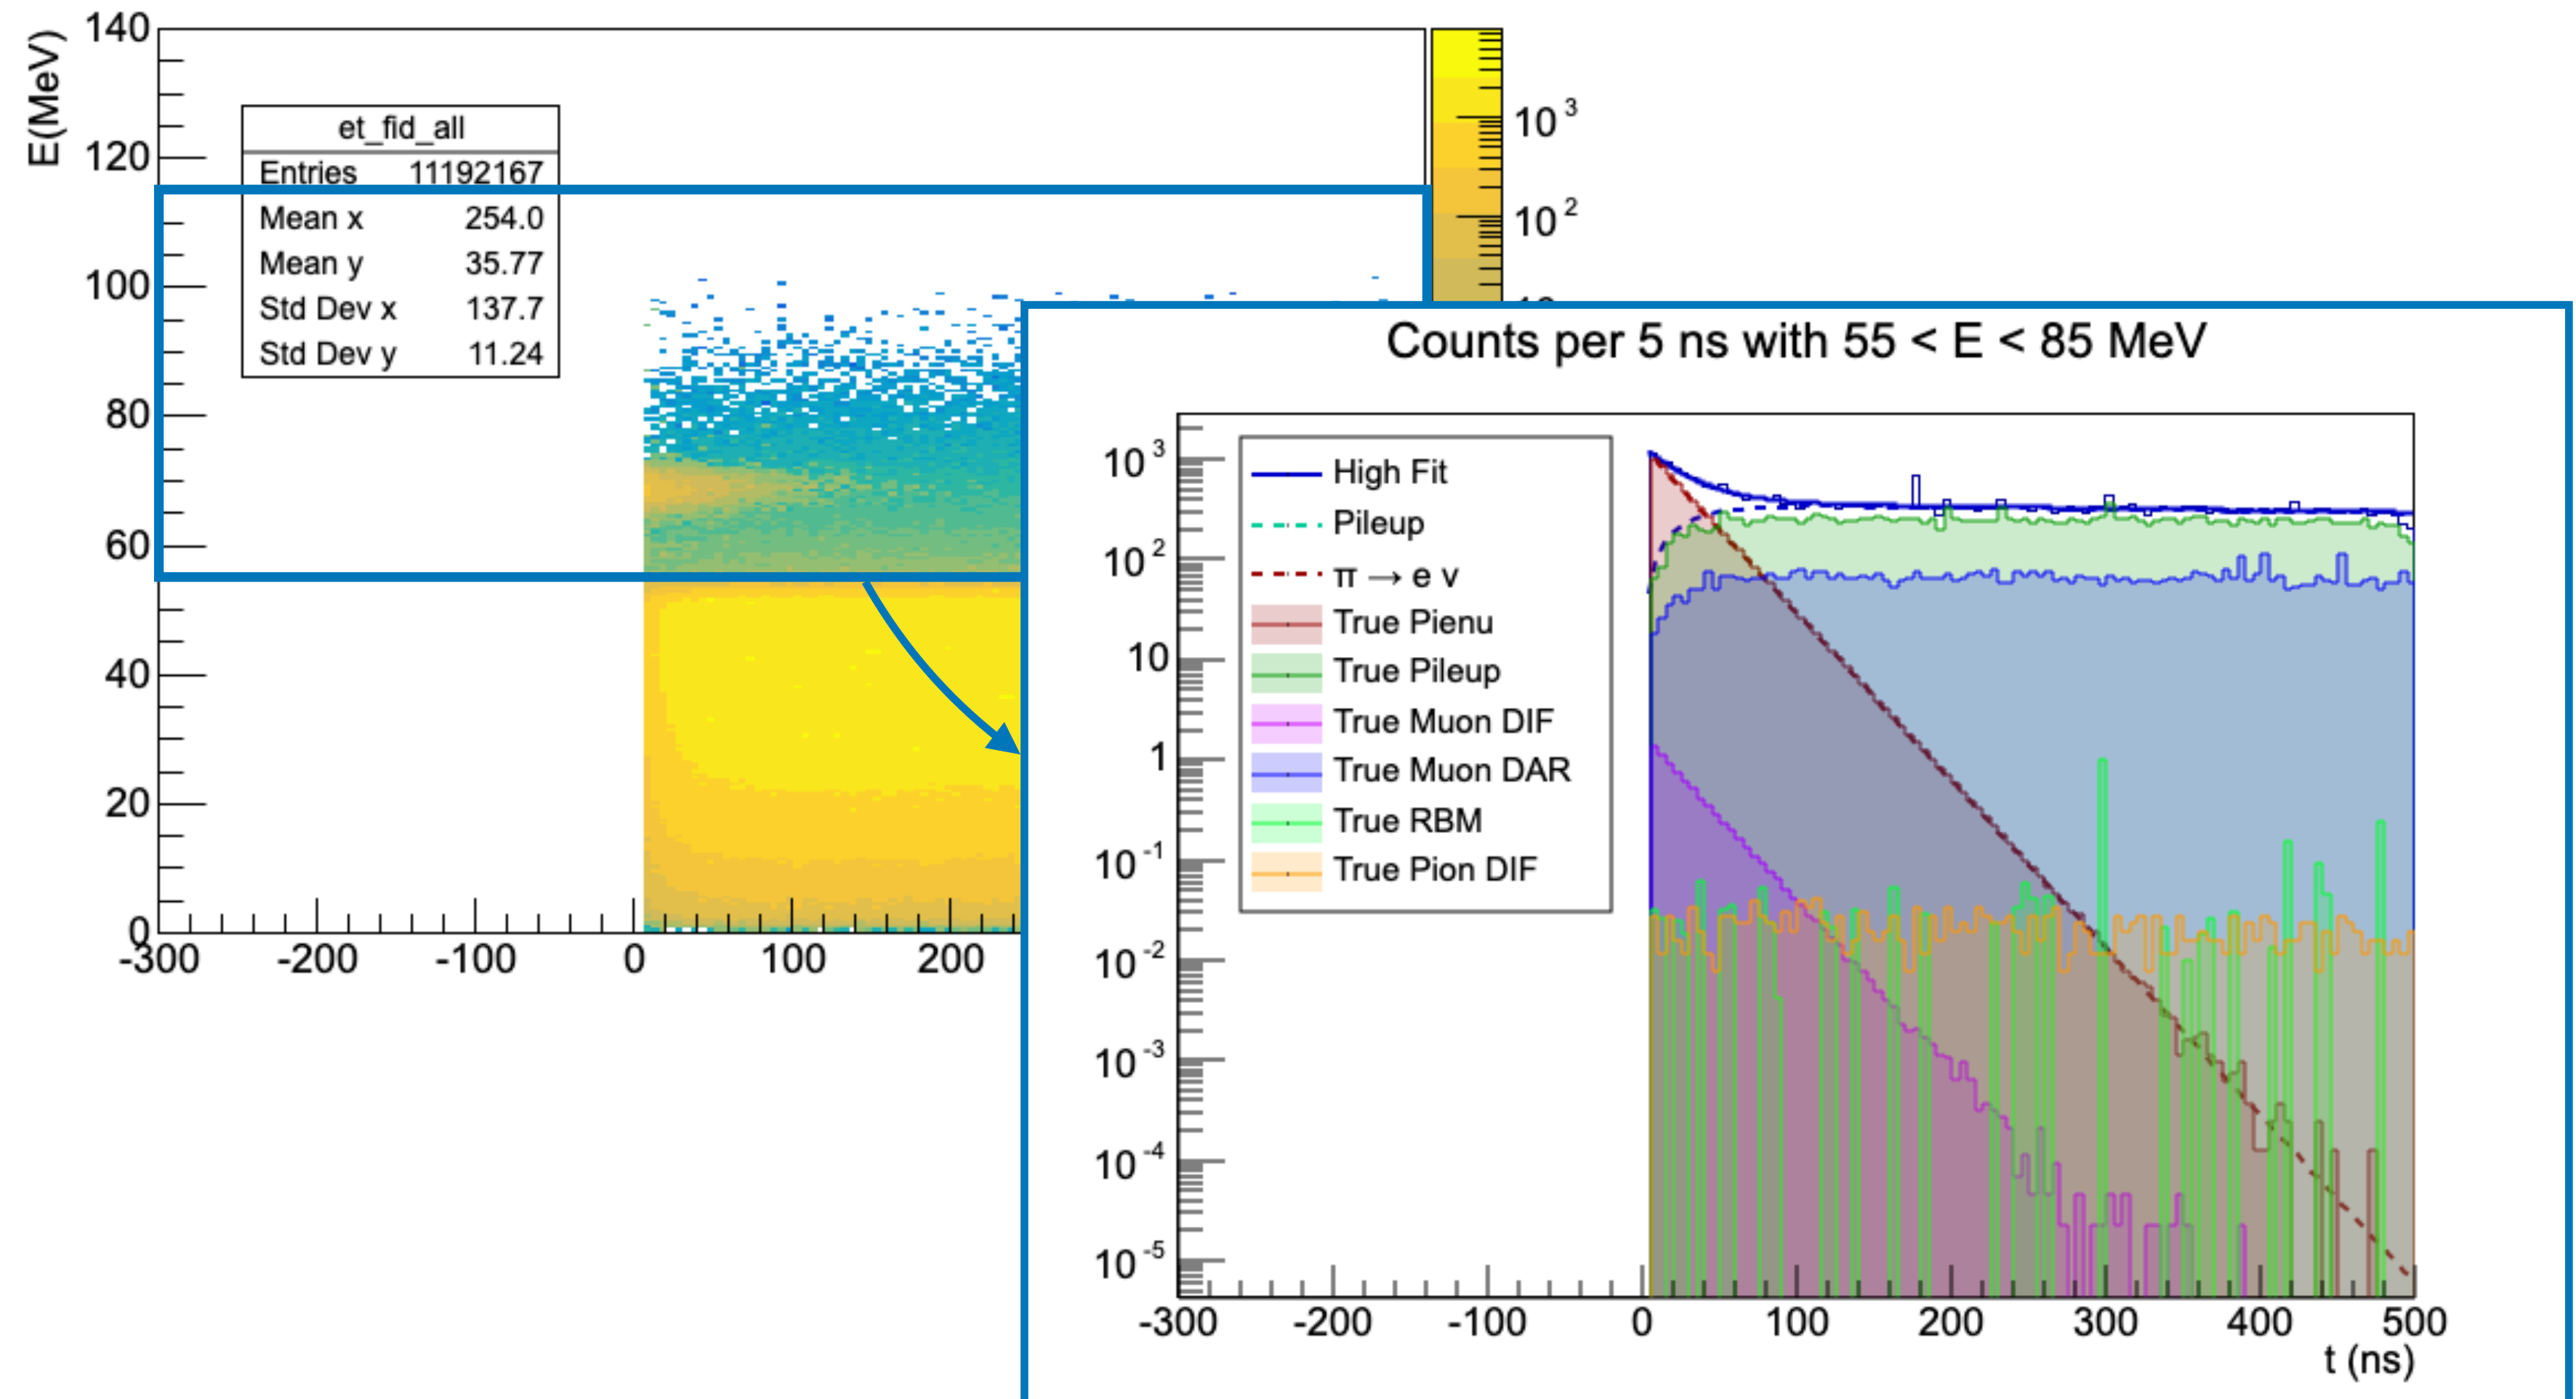 E(MeV)
140
120
100
80
60
40
20
0
-300 -200 -100 0 100 200
et_fid_all
Entries 11192167
Mean x 254.0
Mean y 35.77
Std Dev x 137.7
Std Dev y 11.24
10³
10²
Counts per 5 ns with 55 < E < 85 MeV
10³
10²
10
1
10⁻¹
10⁻²
10⁻³
10⁻⁴
10⁻⁵
High Fit
Pileup
π → e ν
True Pienu
True Pileup
True Muon DIF
True Muon DAR
True RBM
True Pion DIF
-300 -200 -100 0 100 200 300 400 500
t (ns)